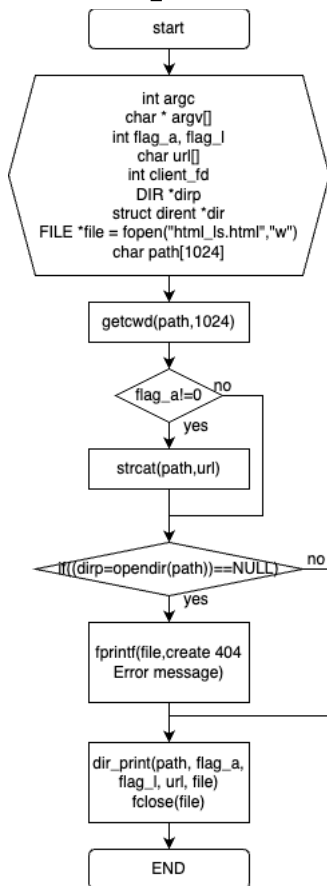 start
int argc
char * argv[]
int flag_a, flag_l
char url[]
int client_fd
DIR *dirp
struct dirent *dir
FILE *file = fopen("html_ls.html","w")
char path[1024]
getcwd(path,1024)
flag_a!=0
no
yes
strcat(path,url)
if((dirp=opendir(path))==NULL)
no
yes
fprintf(file,create 404
Error message)
dir_print(path, flag_a,
flag_l, url, file)
fclose(file)
END